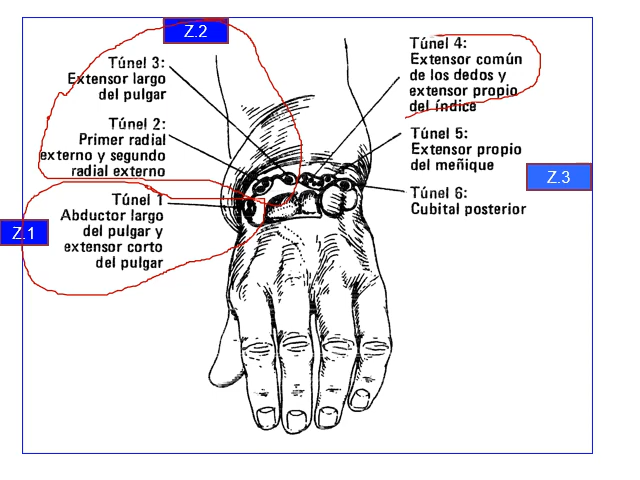 Z.2
Túnel 3:
Extensor largo
del pulgar
Túnel 2:
Primer radial
externo y segundo
radial externo
Z.1
Túnel 1
Abductor largo
del pulgar y
extensor corto
del pulgar
Túnel 4:
Extensor común
de los dedos y
extensor propio
del índice
Túnel 5:
Extensor propio
del meñique
Z.3
Túnel 6:
Cubital posterior